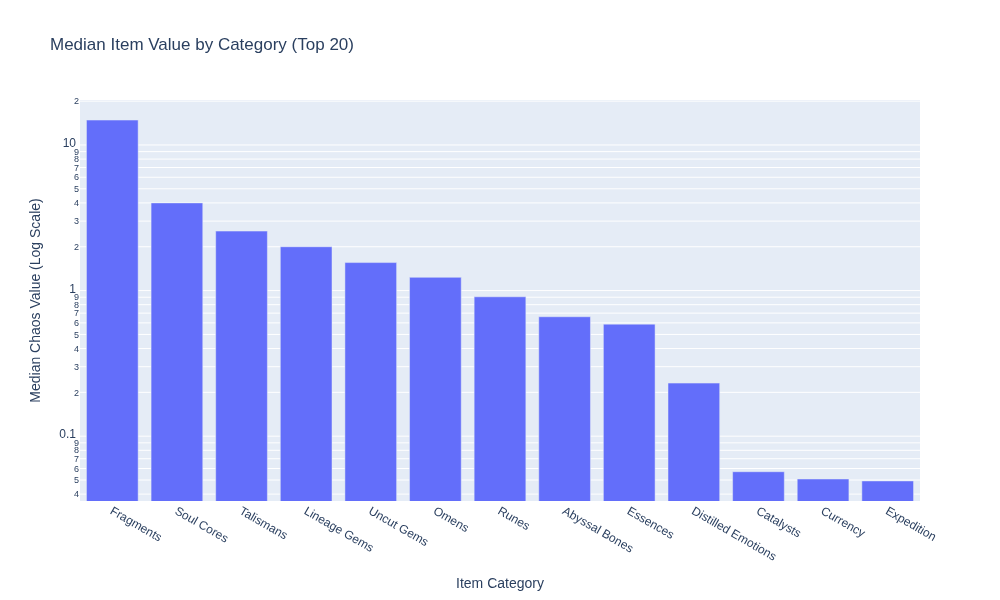 Median Item Value by Category (Top 20)
Median Chaos Value (Log Scale)
2
10
9
8
7
6
5
4
3
2
1
9
8
7
6
5
4
3
2
0.1
9
8
7
6
5
4
Fragments
Soul Cores
Talismans
Lineage Gems
Uncut Gems
Omens
Runes
Abyssal Bones
Essences
Distilled Emotions
Catalysts
Currency
Expedition
Item Category